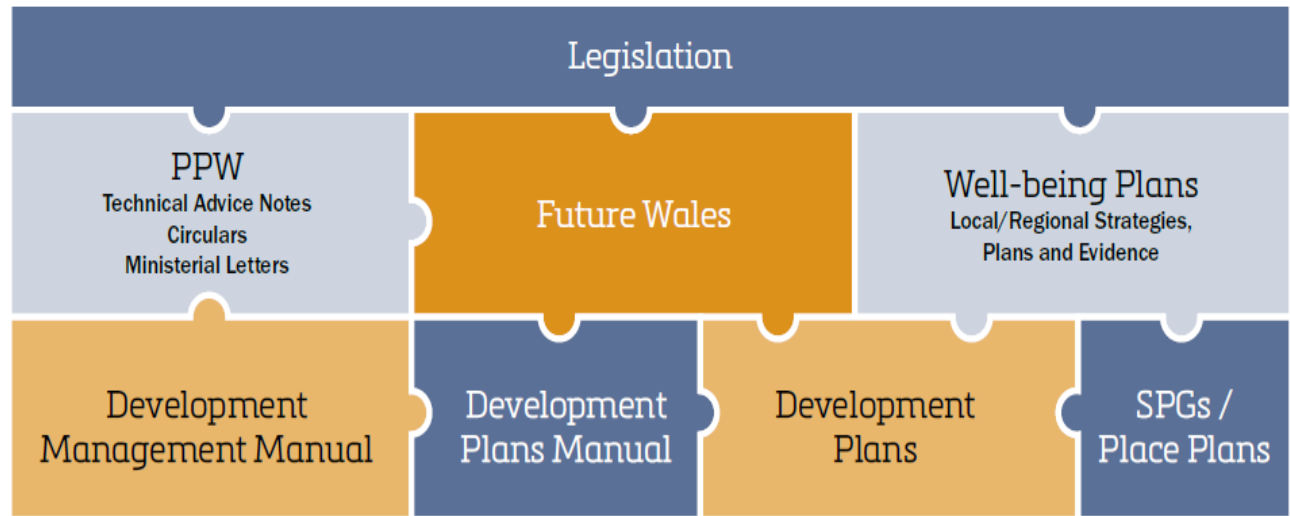 Legislation
PPW
Technical Advice Notes
Circulars
Ministerial Letters
Future Wales
Well-being Plans
Local/Regional Strategies,
Plans and Evidence
Development
Management Manual
Development
Plans Manual
Development
Plans
SPGs /
Place Plans